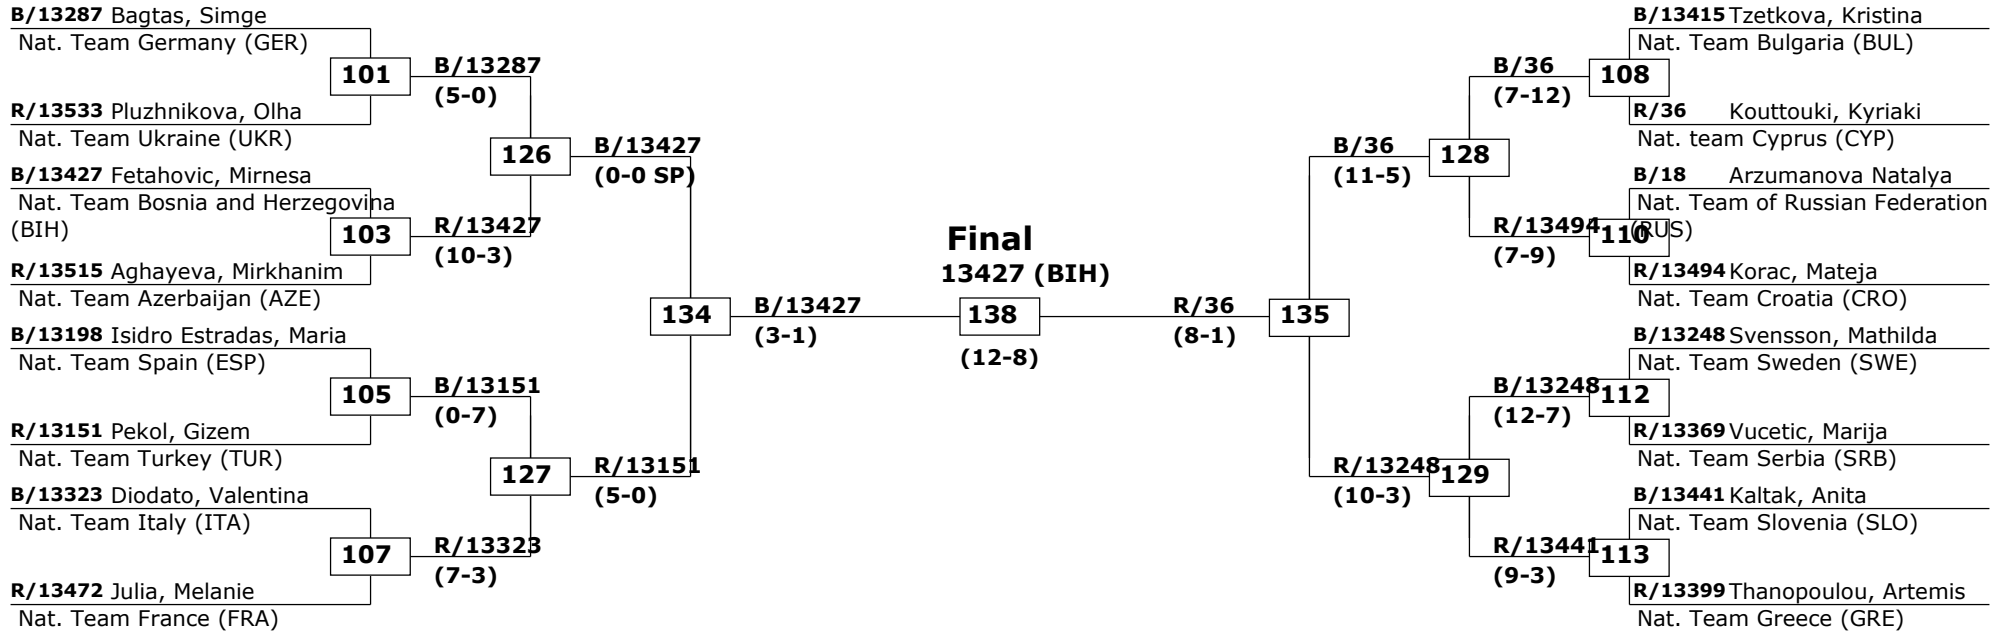 B/13287 Bagtas, Simge
Nat. Team Germany (GER)
101
B/13287
(5-0)
R/13533 Pluzhnikova, Olha
Nat. Team Ukraine (UKR)
126
B/13427
(0-0 SP)
B/13427 Fetahovic, Mirnesa
Nat. Team Bosnia and Herzegovina
(BIH)
103
R/13427
(10-3)
R/13515 Aghayeva, Mirkhanim
Nat. Team Azerbaijan (AZE)
134
B/13427
(3-1)
B/13198 Isidro Estradas, Maria
Nat. Team Spain (ESP)
105
B/13151
(0-7)
R/13151 Pekol, Gizem
Nat. Team Turkey (TUR)
127
R/13151
(5-0)
B/13323 Diodato, Valentina
Nat. Team Italy (ITA)
107
R/13323
(7-3)
R/13472 Julia, Melanie
Nat. Team France (FRA)
Final
13427 (BIH)
138
(12-8)
B/13415 Tzetkova, Kristina
Nat. Team Bulgaria (BUL)
B/36
(7-12)
108
R/36 Kouttouki, Kyriaki
Nat. team Cyprus (CYP)
B/36
(11-5)
128
B/18 Arzumanova Natalya
Nat. Team of Russian Federation
(RUS)
R/13494
(7-9)
110
R/13494 Korac, Mateja
Nat. Team Croatia (CRO)
R/36
(8-1)
135
B/13248 Svensson, Mathilda
Nat. Team Sweden (SWE)
B/13248
(12-7)
112
R/13369 Vucetic, Marija
Nat. Team Serbia (SRB)
R/13248
(10-3)
129
B/13441 Kaltak, Anita
Nat. Team Slovenia (SLO)
R/13441
(9-3)
113
R/13399 Thanopoulou, Artemis
Nat. Team Greece (GRE)